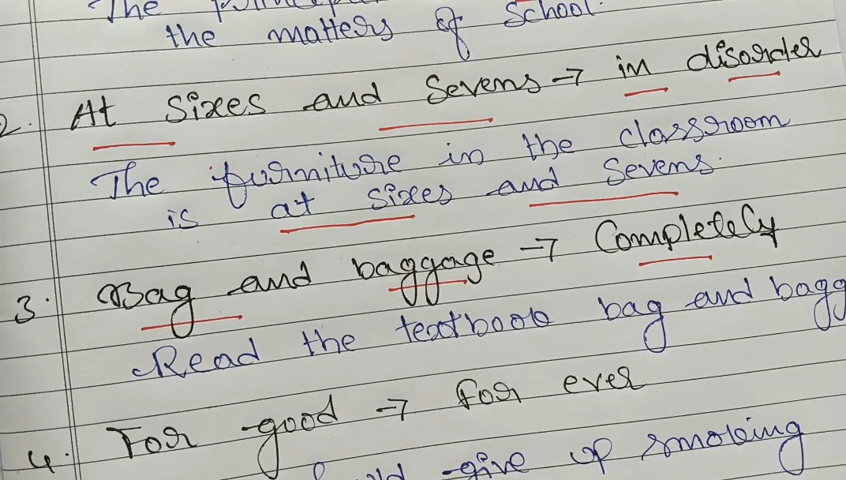 The
the matters of School.
2. At Sixes and Sevens → in disorder
The furniture in the classroom
is at sixes and Sevens.
3. Bag and baggage → Completely
Read the textbook bag and bagg
4. For good → for ever
give up smoking